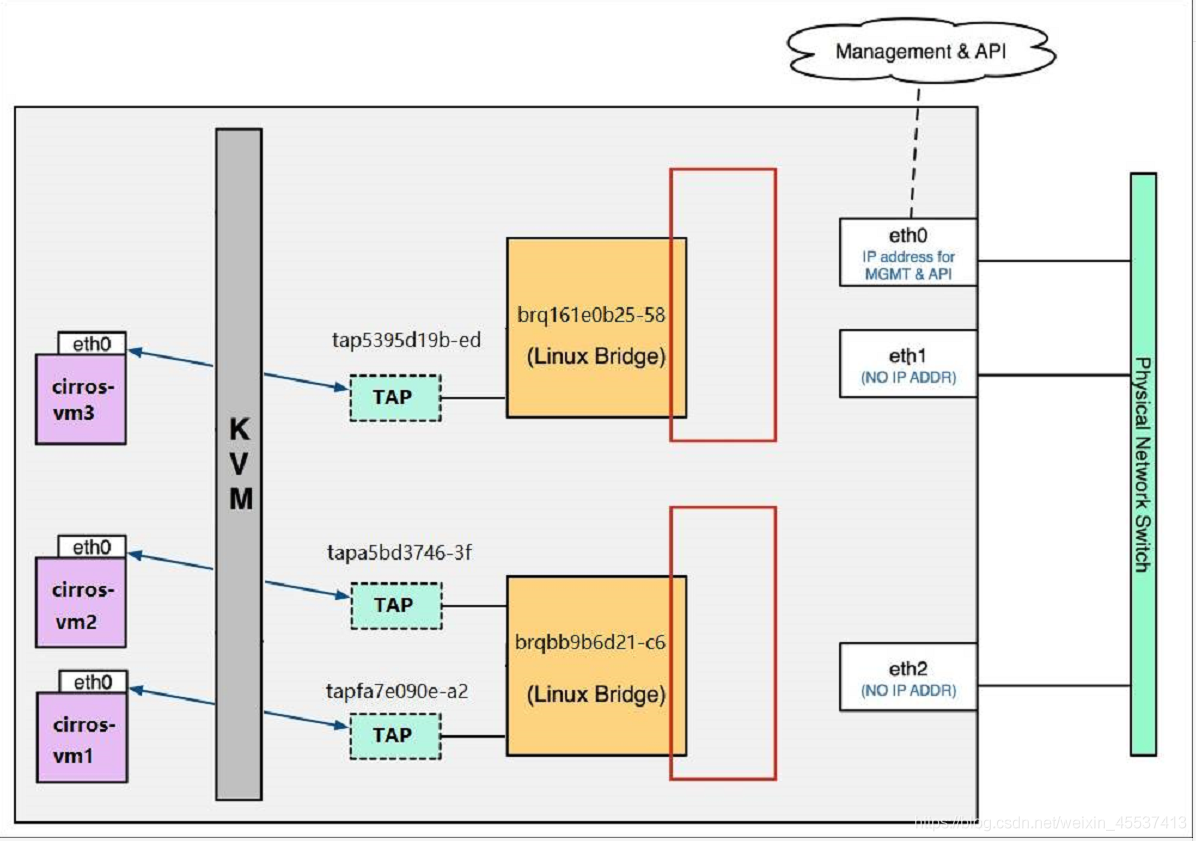 Management & API
eth0
IP address for
MGMT & API
eth1
(NO IP ADDR)
eth2
(NO IP ADDR)
Physical Network Switch
brq161e0b25-58
(Linux Bridge)
tap5395d19b-ed
TAP
eth0
cirros-
vm3
K
V
M
tapa5bd3746-3f
TAP
eth0
cirros-
vm2
brqbb9b6d21-c6
(Linux Bridge)
tapfa7e090e-a2
TAP
eth0
cirros-
vm1
https://blog.csdn.net/weixin_45537413